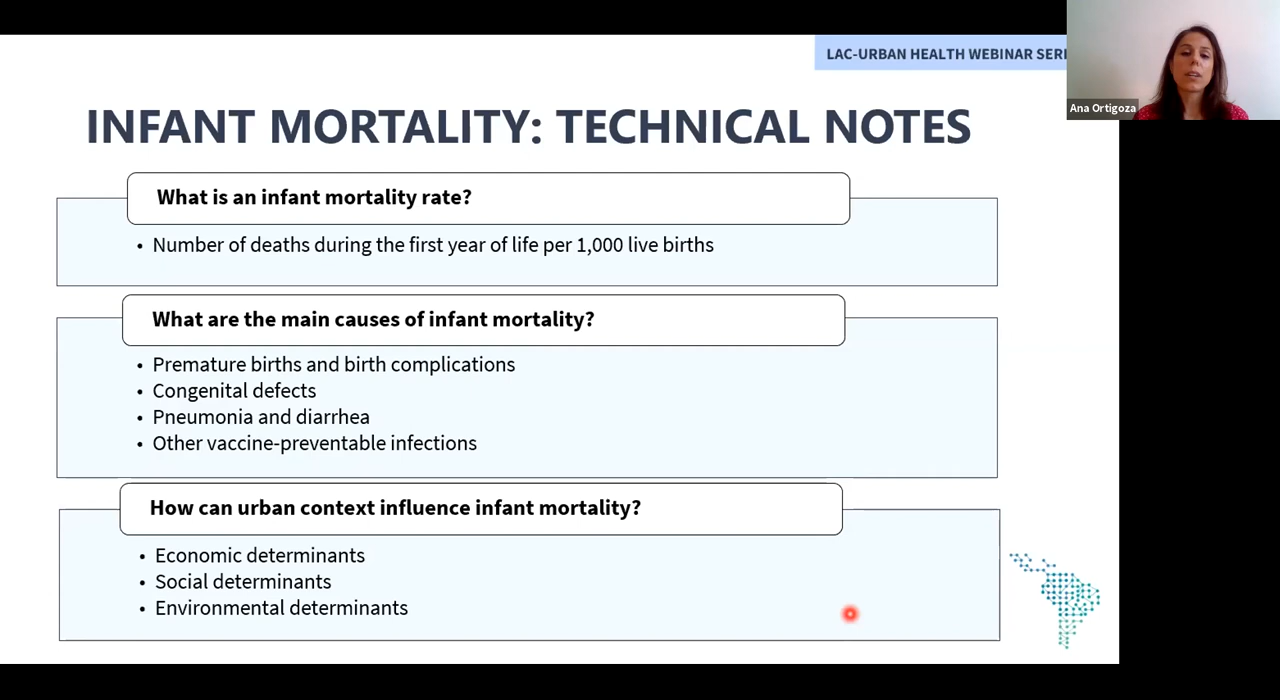 LAC-URBAN HEALTH WEBINAR SERI
Ana Ortigoza
INFANT MORTALITY: TECHNICAL NOTES
What is an infant mortality rate?
• Number of deaths during the first year of life per 1,000 live births
What are the main causes of infant mortality?
• Premature births and birth complications
• Congenital defects
• Pneumonia and diarrhea
• Other vaccine-preventable infections
How can urban context influence infant mortality?
• Economic determinants
• Social determinants
• Environmental determinants